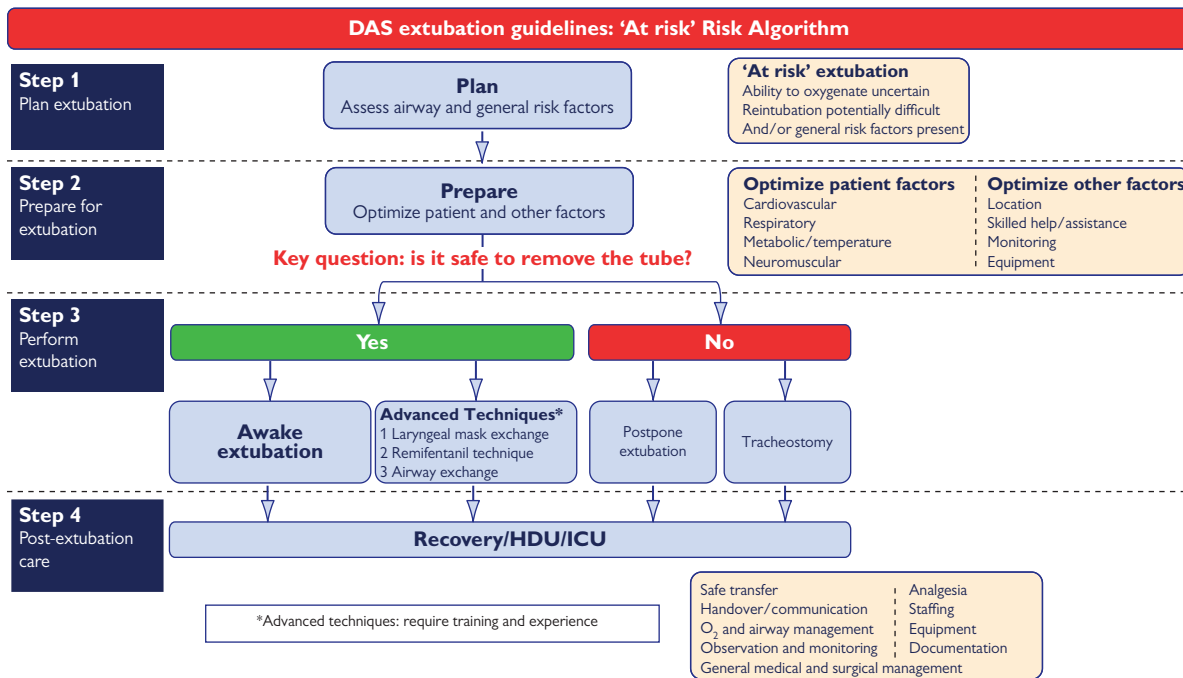 DAS extubation guidelines: ‘At risk’ Risk Algorithm
Step 1
Plan extubation
Plan
Assess airway and general risk factors
‘At risk’ extubation
Ability to oxygenate uncertain
Reintubation potentially difficult
And/or general risk factors present
Step 2
Prepare for
extubation
Prepare
Optimize patient and other factors
Optimize patient factors
Cardiovascular
Respiratory
Metabolic/temperature
Neuromuscular
Optimize other factors
Location
Skilled help/assistance
Monitoring
Equipment
Key question: is it safe to remove the tube?
Step 3
Perform
extubation
Yes
No
Awake
extubation
Advanced Techniques*
1 Laryngeal mask exchange
2 Remifentanil technique
3 Airway exchange
Postpone
extubation
Tracheostomy
Step 4
Post-extubation
care
Recovery/HDU/ICU
*Advanced techniques: require training and experience
Safe transfer
Handover/communication
O₂ and airway management
Observation and monitoring
General medical and surgical management
Analgesia
Staffing
Equipment
Documentation